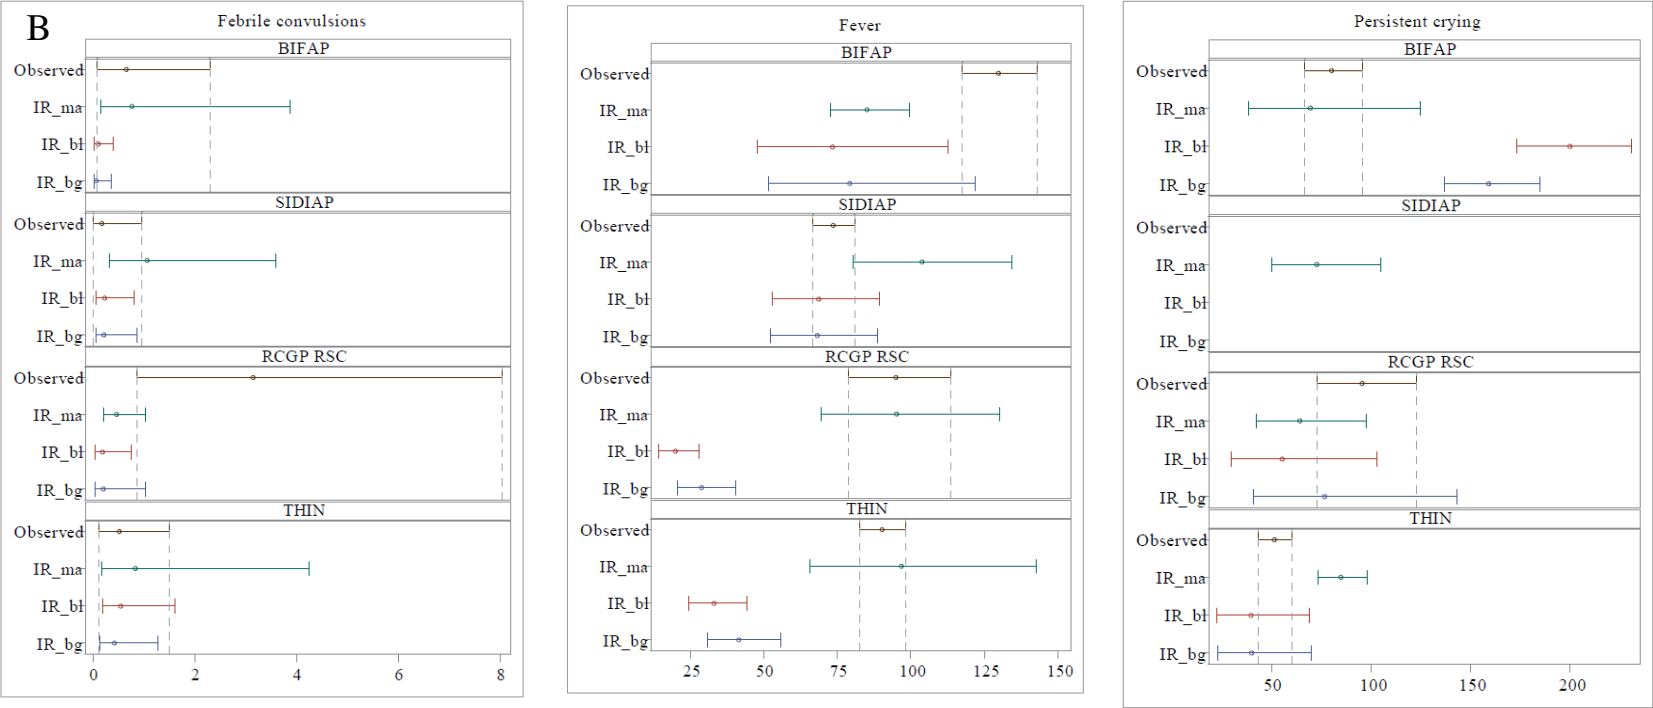 B
Febrile convulsions
BIFAP
Observed
IR_ma
IR_bl
IR_bg
SIDIAP
Observed
IR_ma
IR_bl
IR_bg
RCGP RSC
Observed
IR_ma
IR_bl
IR_bg
THIN
Observed
IR_ma
IR_bl
IR_bg
0 2 4 6 8
Fever
BIFAP
Observed
IR_ma
IR_bl
IR_bg
SIDIAP
Observed
IR_ma
IR_bl
IR_bg
RCGP RSC
Observed
IR_ma
IR_bl
IR_bg
THIN
Observed
IR_ma
IR_bl
IR_bg
25 50 75 100 125 150
Persistent crying
BIFAP
Observed
IR_ma
IR_bl
IR_bg
SIDIAP
Observed
IR_ma
IR_bl
IR_bg
RCGP RSC
Observed
IR_ma
IR_bl
IR_bg
THIN
Observed
IR_ma
IR_bl
IR_bg
50 100 150 200